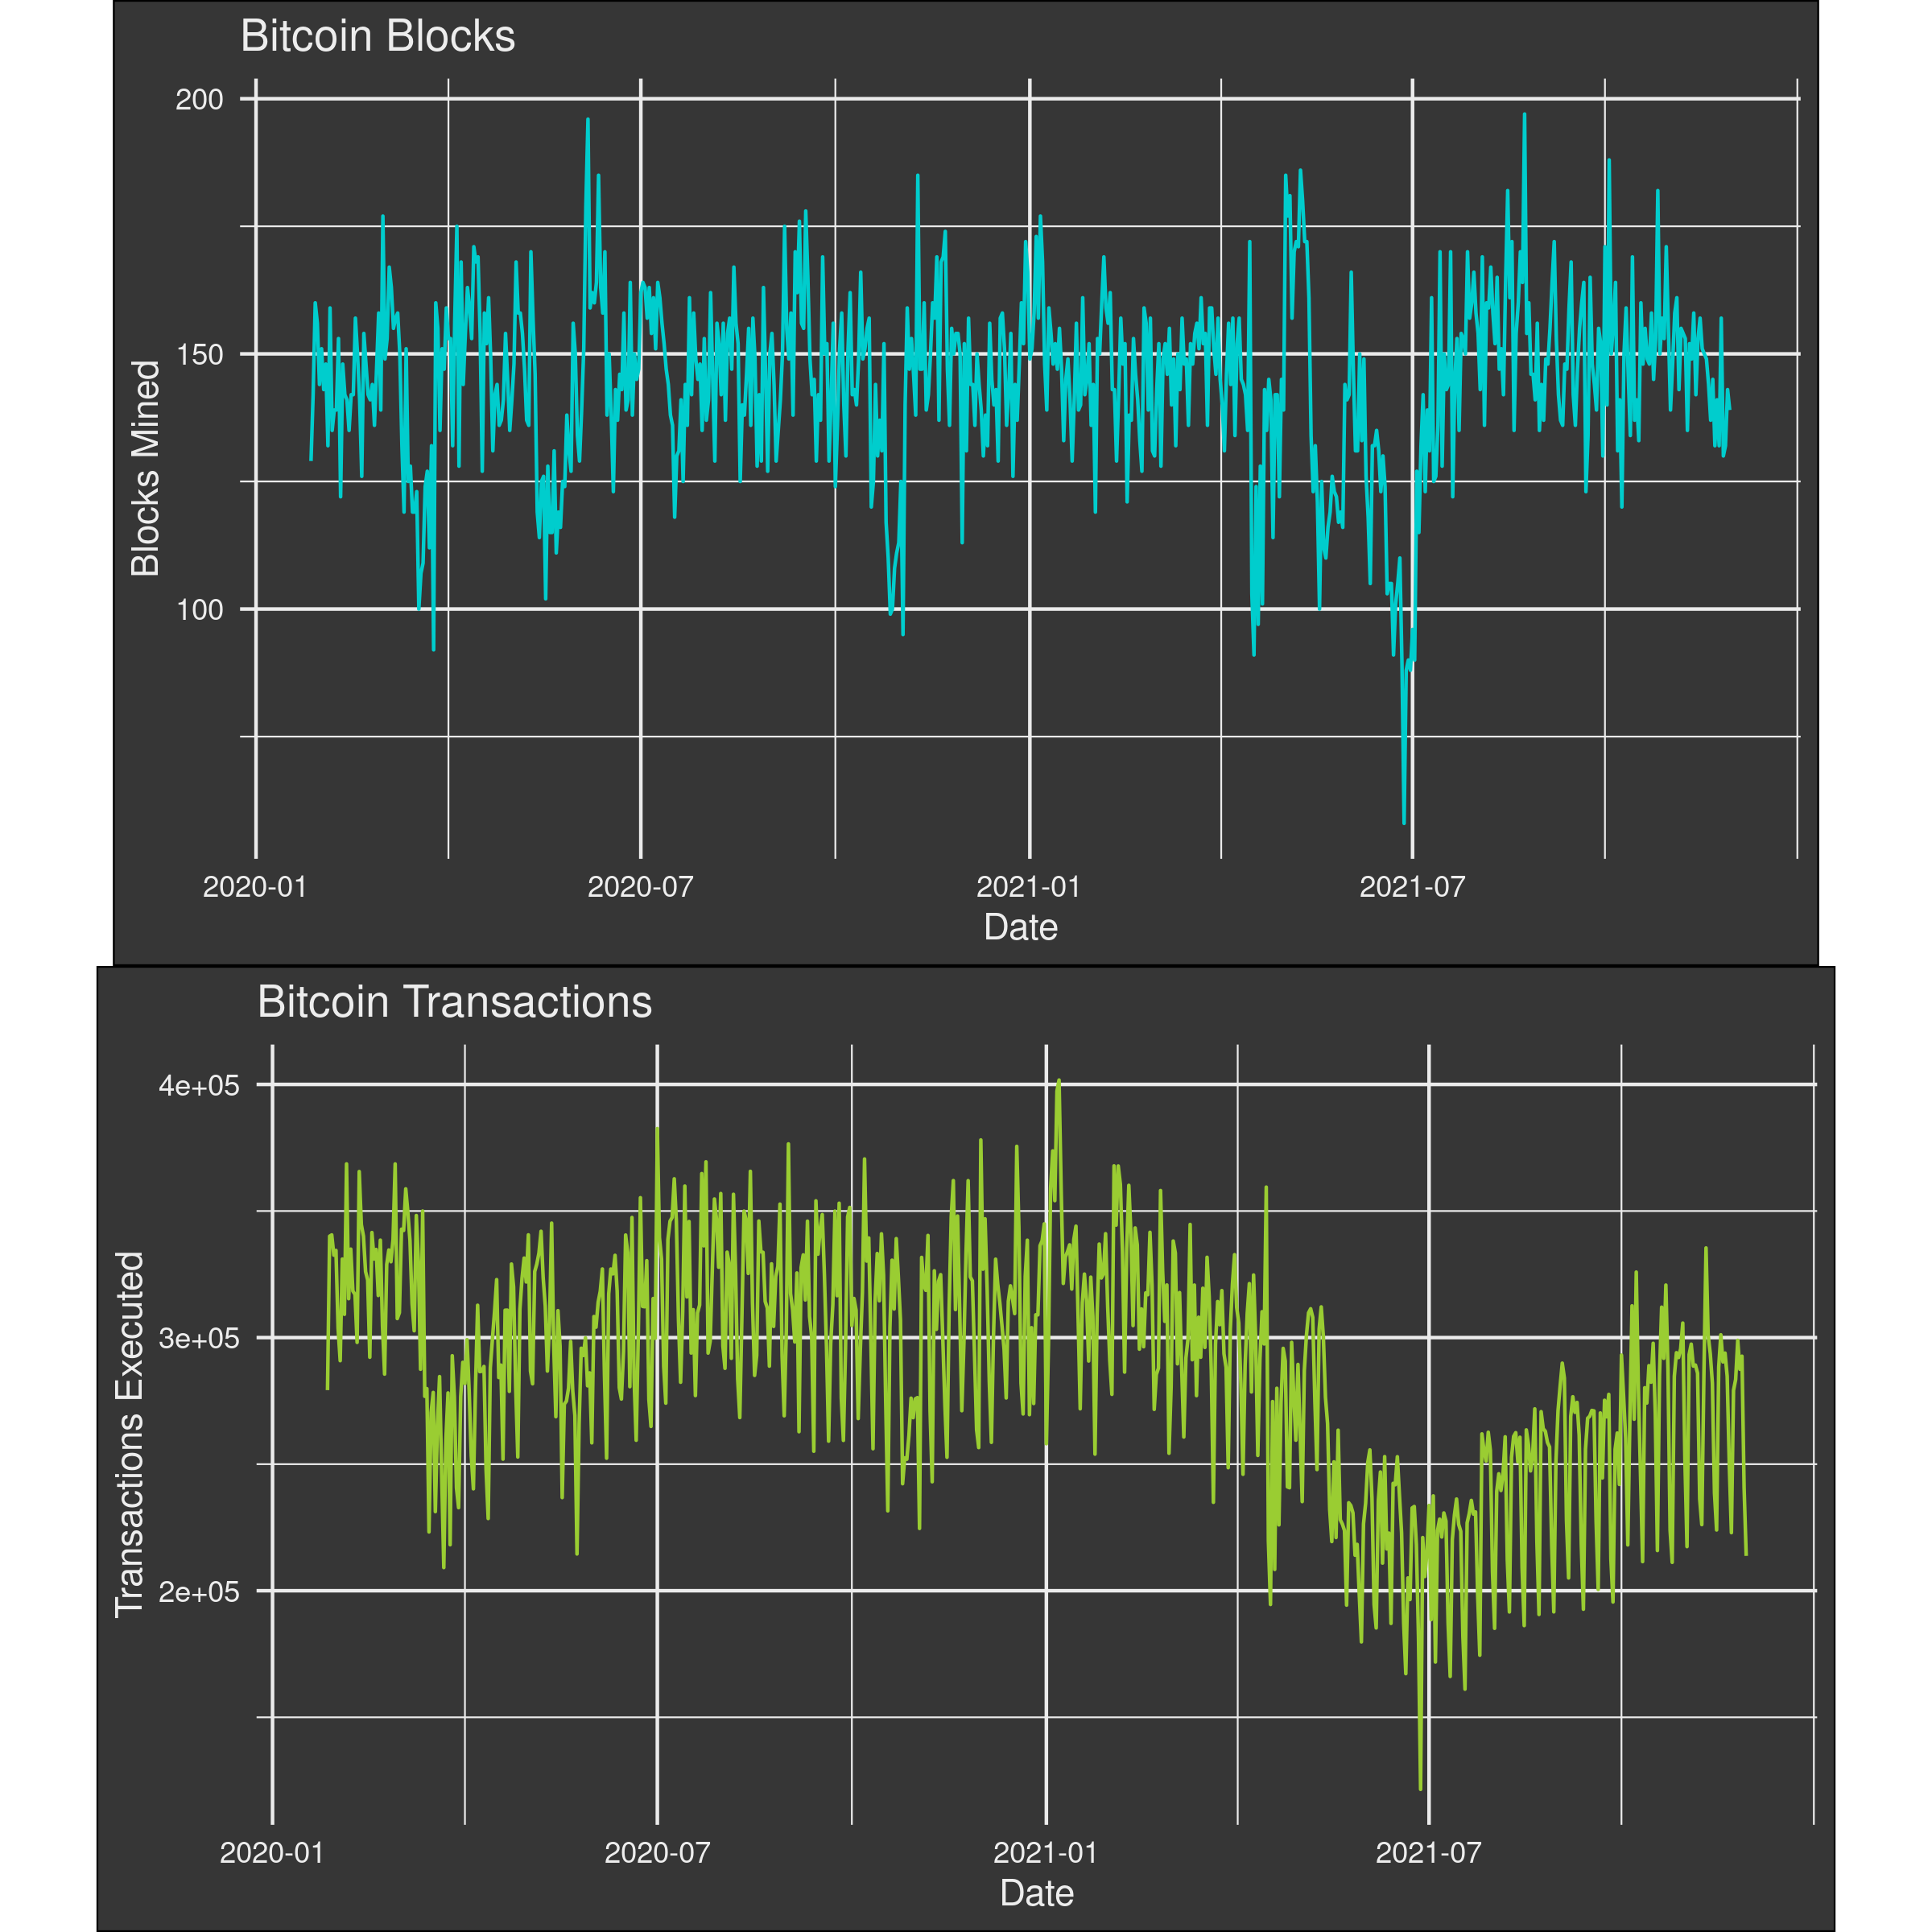 Bitcoin Blocks
200
150
100
Blocks Mined
2020-01 2020-07 2021-01 2021-07
Date
Bitcoin Transactions
4e+05
3e+05
2e+05
Transactions Executed
2020-01 2020-07 2021-01 2021-07
Date